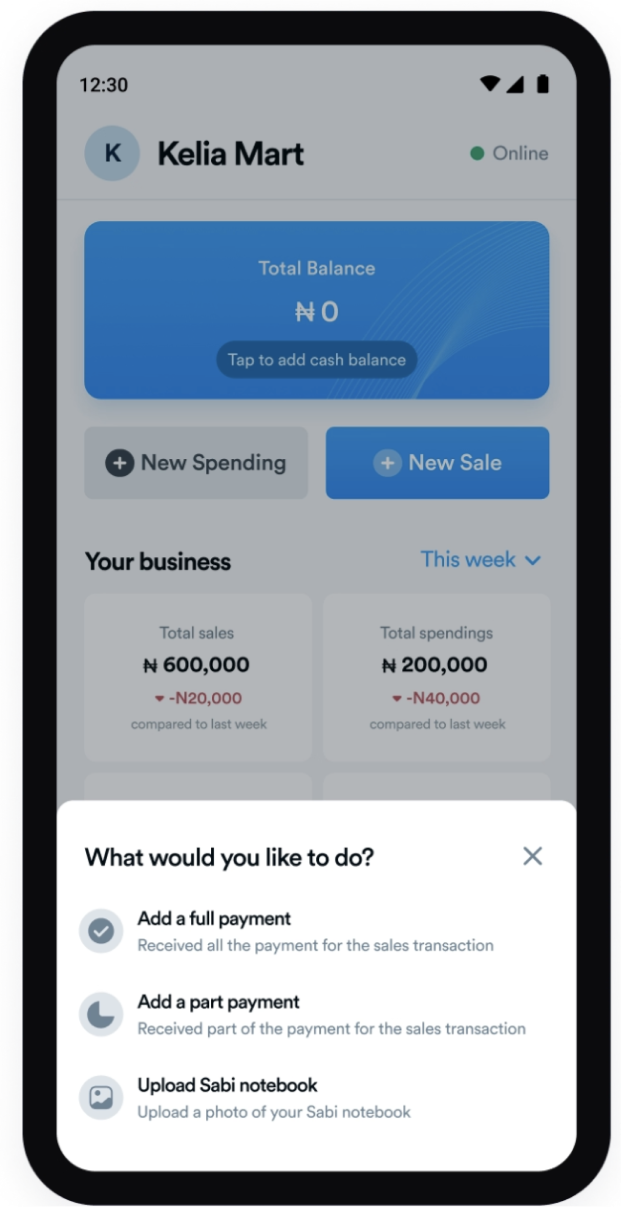 12:30
K
Kelia Mart
Online
Total Balance
₦ 0
Tap to add cash balance
New Spending
New Sale
Your business
This week
Total sales
₦ 600,000
-N20,000
compared to last week
Total spendings
₦ 200,000
-N40,000
compared to last week
What would you like to do?
Add a full payment
Received all the payment for the sales transaction
Add a part payment
Received part of the payment for the sales transaction
Upload Sabi notebook
Upload a photo of your Sabi notebook